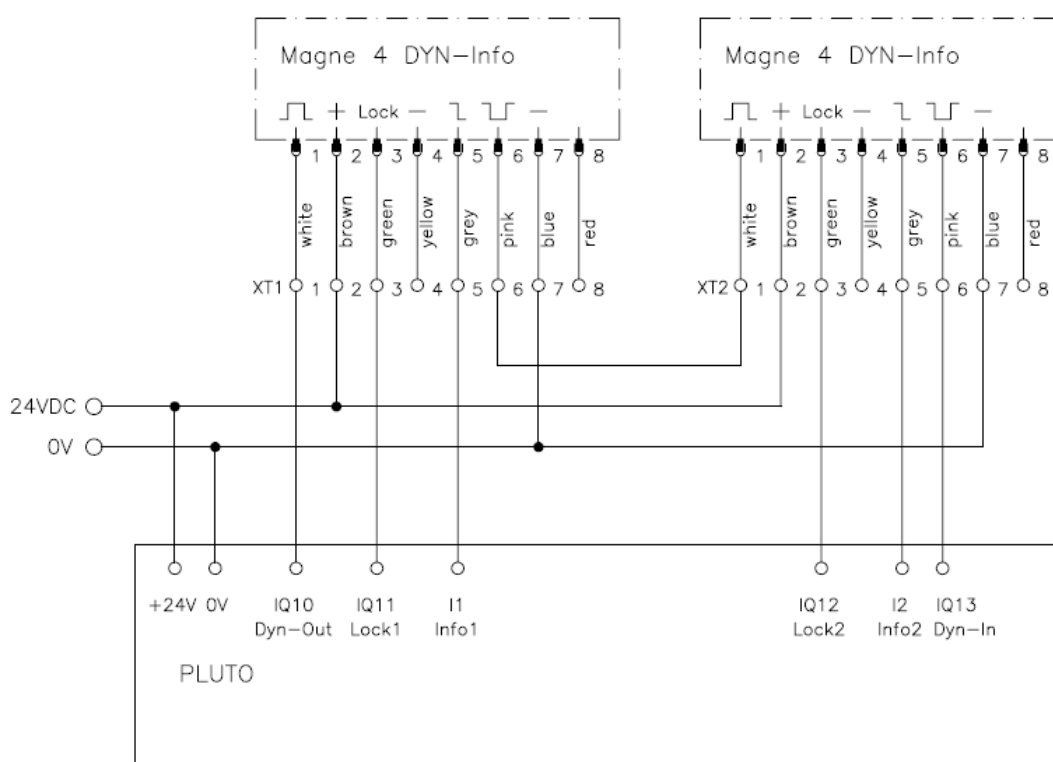 Magne 4 DYN-Info Magne 4 DYN-Info
+ Lock - - + Lock - -
1 2 3 4 5 6 7 8 1 2 3 4 5 6 7 8
white brown green yellow grey pink blue red white brown green yellow grey pink blue red
XT1 1 2 3 4 5 6 7 8 XT2 1 2 3 4 5 6 7 8
24VDC
0V
+24V 0V IQ10 IQ11 I1 IQ12 I2 IQ13
Dyn-Out Lock1 Info1 Lock2 Info2 Dyn-In
PLUTO